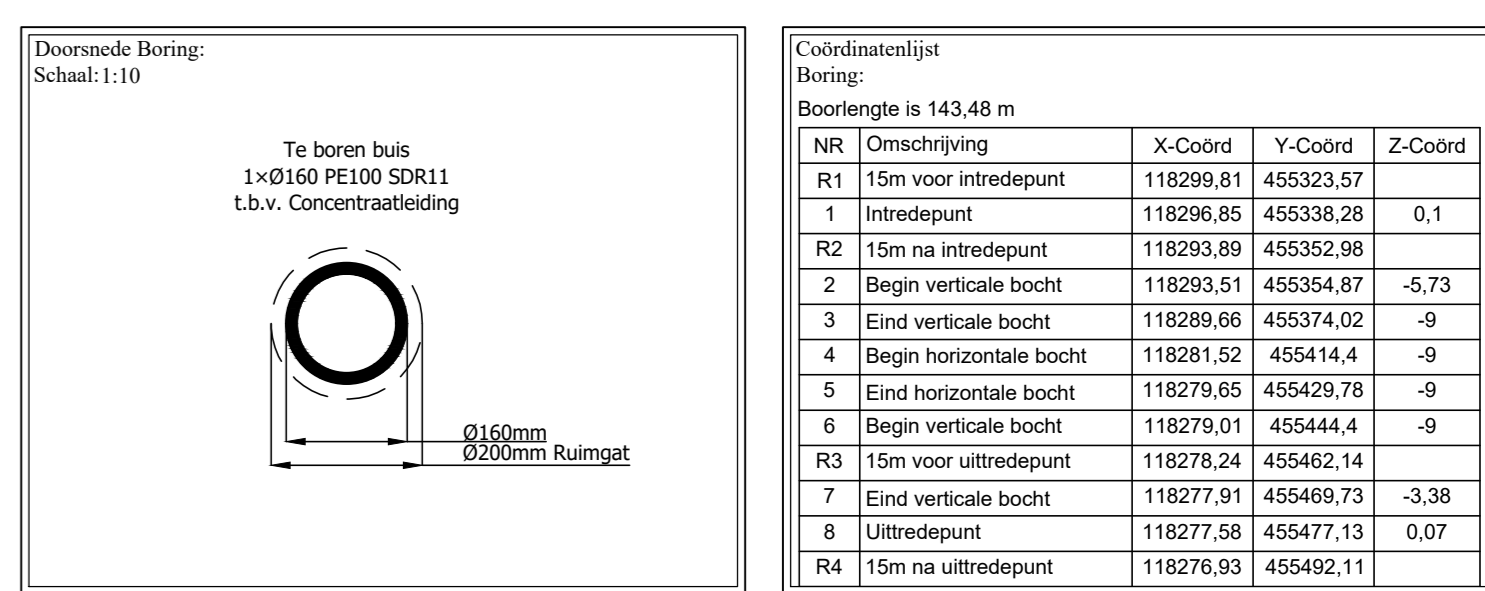 Doorsnede Boring:
Schaal:1:10
Te boren buis
1×Ø160 PE100 SDR11
t.b.v. Concentraatleiding
Ø160mm
Ø200mm Ruimgat
Coördinatenlijst
Boring:
Boorlengte is 143,48 m
NR Omschrijving X-Coörd Y-Coörd Z-Coörd
R1 15m voor intredepunt 118299,81 455323,57
1 Intredepunt 118296,85 455338,28 0,1
R2 15m na intredepunt 118293,89 455352,98
2 Begin verticale bocht 118293,51 455354,87 -5,73
3 Eind verticale bocht 118289,66 455374,02 -9
4 Begin horizontale bocht 118281,52 455414,4 -9
5 Eind horizontale bocht 118279,65 455429,78 -9
6 Begin verticale bocht 118279,01 455444,4 -9
R3 15m voor uittredepunt 118278,24 455462,14
7 Eind verticale bocht 118277,91 455469,73 -3,38
8 Uittredepunt 118277,58 455477,13 0,07
R4 15m na uittredepunt 118276,93 455492,11